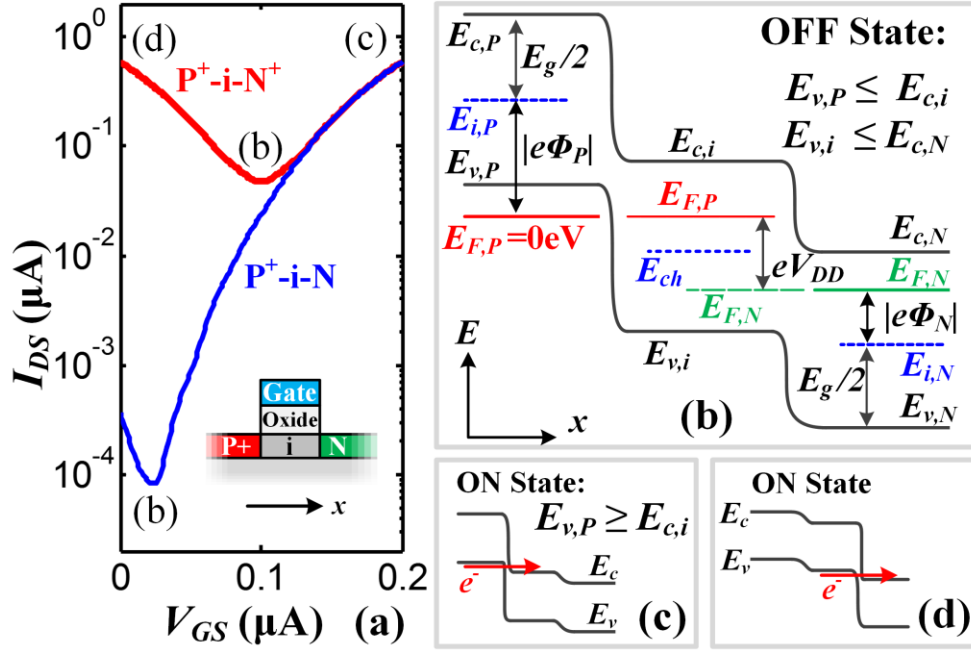 10⁰
10⁻¹
10⁻²
10⁻³
10⁻⁴
I_DS (μA)
(d)
(c)
P⁺-i-N⁺
(b)
P⁺-i-N
Gate
Oxide
P+ i N
x
(b)
0 0.1 0.2
V_GS (μA) (a)
E_c,P
E_g/2
E_i,P
E_v,P
|eΦ_P|
E_F,P=0eV
OFF State:
E_v,P ≤ E_c,i
E_v,i ≤ E_c,N
E_c,i
E_F,P
E_ch
eV_DD
E_F,N
E_v,i
E_c,N
E_F,N
|eΦ_N|
E_i,N
E_g/2
E_v,N
E
x
(b)
ON State:
E_v,P ≥ E_c,i
e⁻
E_c
E_v
(c)
ON State
E_c
E_v
e⁻
(d)